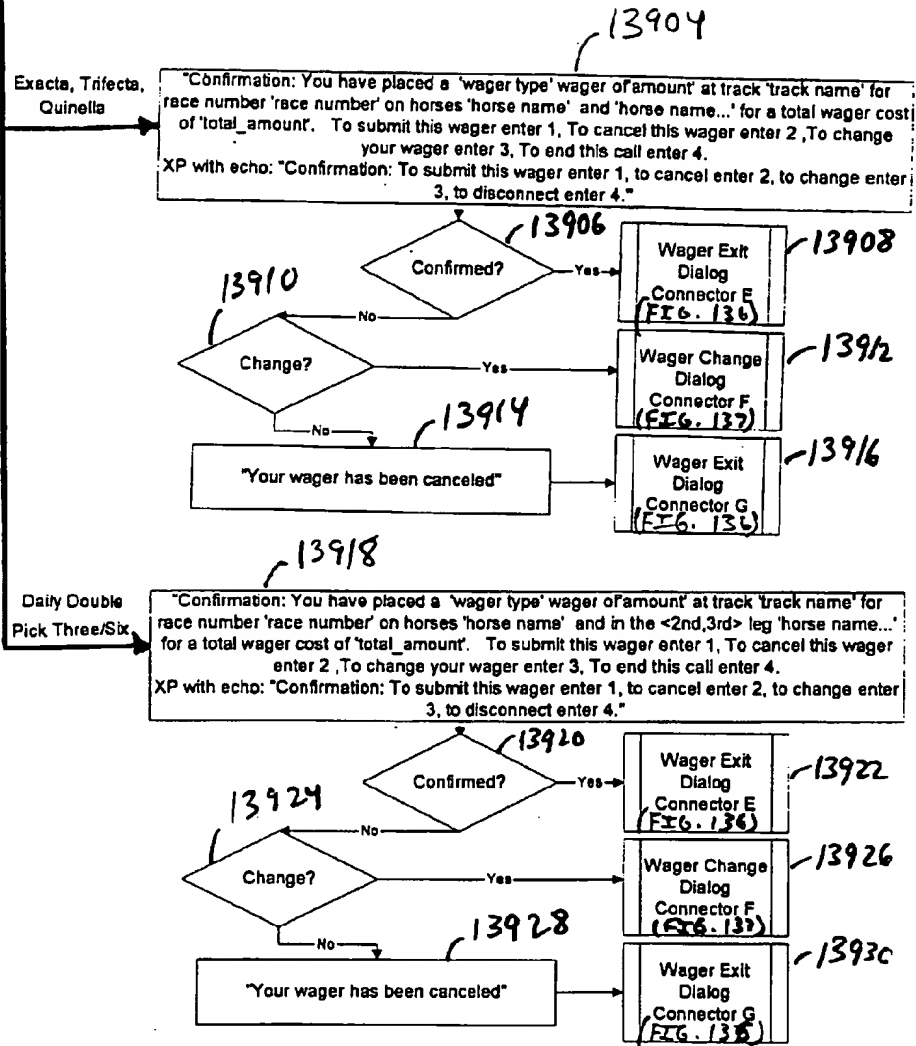 13904
Exacta, Trifecta,
Quinella
"Confirmation: You have placed a 'wager type' wager of'amount' at track 'track name' for
race number 'race number' on horses 'horse name' and 'horse name...' for a total wager cost
of 'total_amount'. To submit this wager enter 1, To cancel this wager enter 2 ,To change
your wager enter 3, To end this call enter 4.
XP with echo: "Confirmation: To submit this wager enter 1, to cancel enter 2, to change enter
3, to disconnect enter 4."
13906
Confirmed?
Yes
Wager Exit
Dialog
Connector E
(FIG. 136)
13908
No
13910
Change?
Yes
Wager Change
Dialog
Connector F
(FIG. 137)
13912
No
13914
"Your wager has been canceled"
Wager Exit
Dialog
Connector G
(FIG. 136)
13916
13918
Daily Double
Pick Three/Six
"Confirmation: You have placed a 'wager type' wager of'amount' at track 'track name' for
race number 'race number' on horses 'horse name' and in the <2nd,3rd> leg 'horse name...'
for a total wager cost of 'total_amount'. To submit this wager enter 1, To cancel this wager
enter 2 ,To change your wager enter 3, To end this call enter 4.
XP with echo: "Confirmation: To submit this wager enter 1, to cancel enter 2, to change enter
3, to disconnect enter 4."
13920
Confirmed?
Yes
Wager Exit
Dialog
Connector E
(FIG. 136)
13922
No
13924
Change?
Yes
Wager Change
Dialog
Connector F
(FIG. 137)
13926
No
13928
"Your wager has been canceled"
Wager Exit
Dialog
Connector G
(FIG.
13930